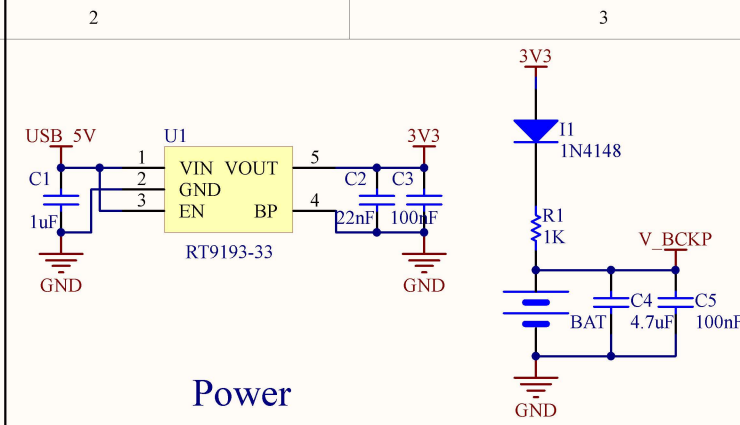 2
3
3V3
USB_5V
U1
3V3
I1
1N4148
1
VIN
VOUT
5
C1
2
GND
C2
C3
3
EN
BP
4
1uF
22nF
100nF
R1
1K
RT9193-33
V_BCKP
GND
GND
C4
C5
BAT
4.7uF
100nF
Power
GND